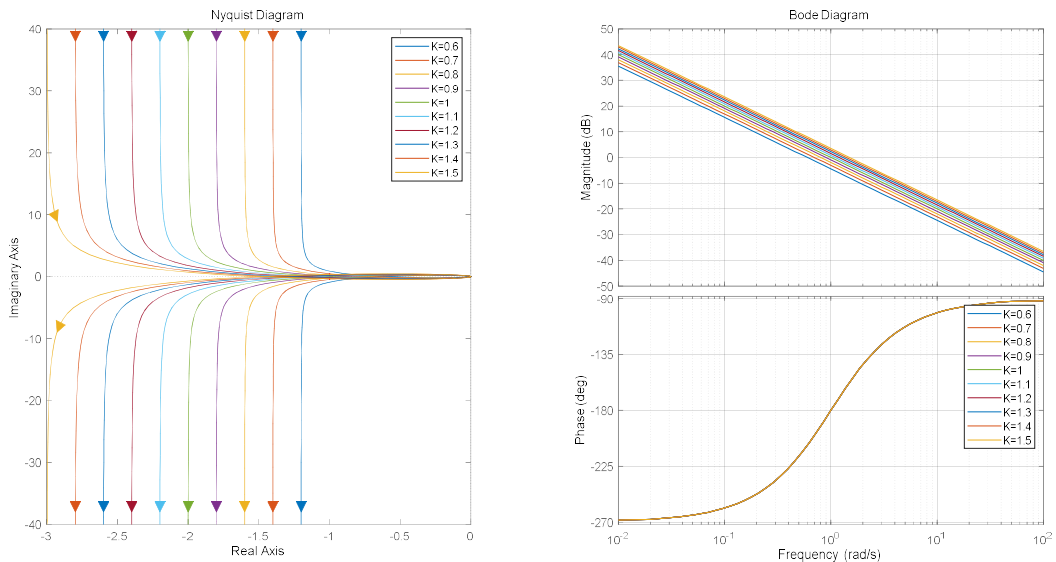 Nyquist Diagram
40
30
20
10
0
-10
-20
-30
-40
-3
-2.5
-2
-1.5
-1
-0.5
0
Real Axis
Imaginary Axis
K=0.6
K=0.7
K=0.8
K=0.9
K=1
K=1.1
K=1.2
K=1.3
K=1.4
K=1.5
Bode Diagram
50
40
30
20
10
0
-10
-20
-30
-40
-50
Magnitude (dB)
-90
-135
-180
-225
-270
Phase (deg)
K=0.6
K=0.7
K=0.8
K=0.9
K=1
K=1.1
K=1.2
K=1.3
K=1.4
K=1.5
10^-2
10^-1
10^0
10^1
10^2
Frequency (rad/s)